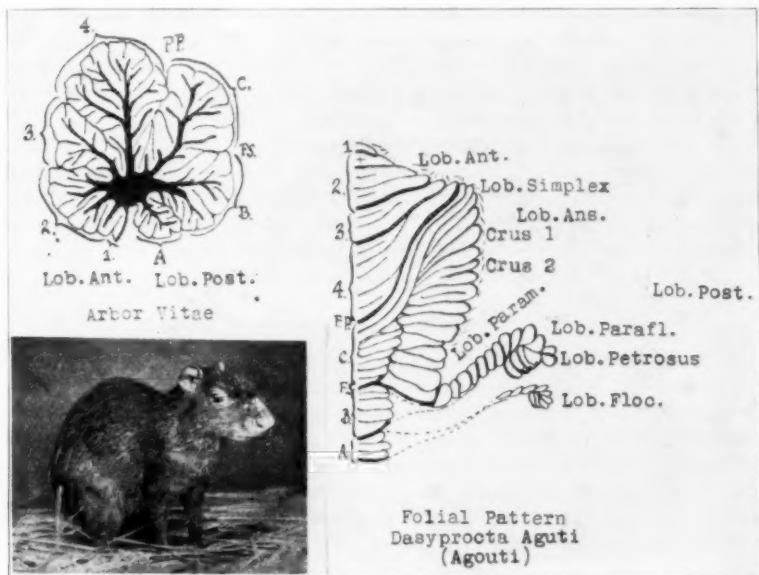 4.
P.P.
C.
3.
F.S.
B.
2.
1.
A
Lob.Ant. Lob.Post.
Arbor Vitae
1.
Lob.Ant.
2.
Lob.Simplex
Lob.Ans.
3.
Crus 1
Crus 2
4.
Lob.Post.
Lob.Param.
P.P.
Lob.Parafl.
C.
Lob.Petrosus
F.S.
Lob.Floc.
B.
A.
Folial Pattern
Dasyprocta Aguti
(Agouti)